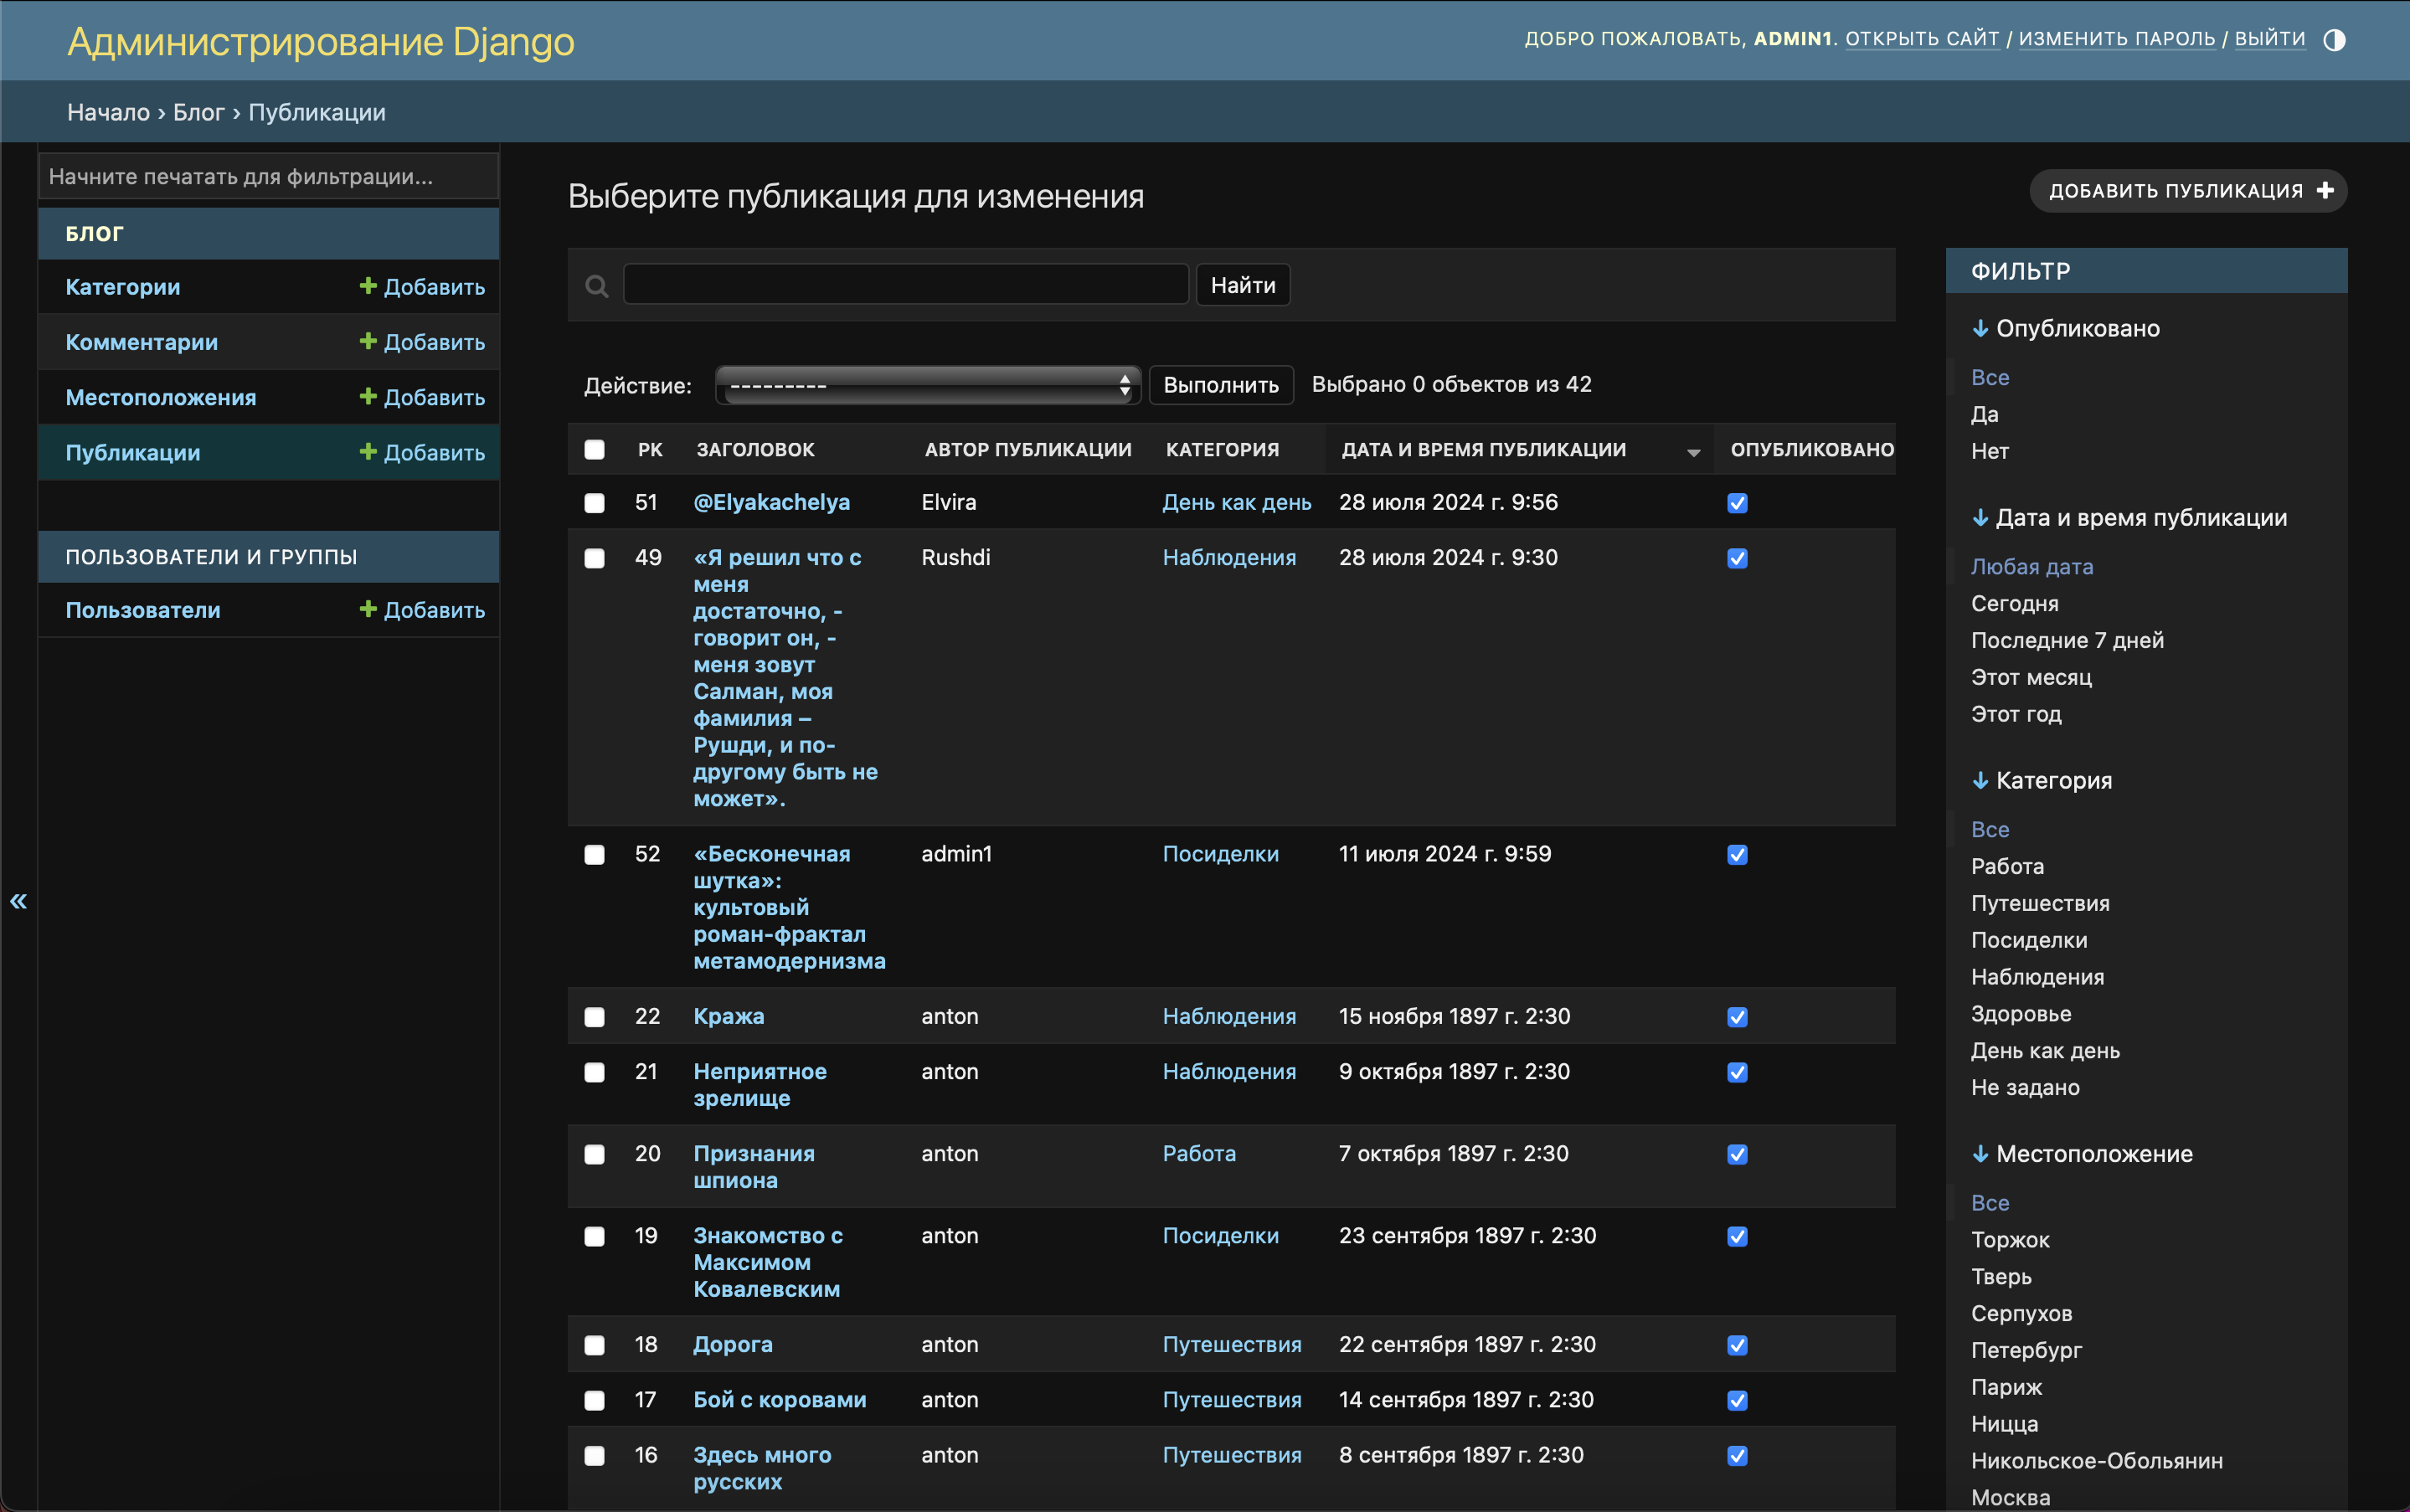 Администрирование Django
ДОБРО ПОЖАЛОВАТЬ, ADMIN1. ОТКРЫТЬ САЙТ / ИЗМЕНИТЬ ПАРОЛЬ / ВЫЙТИ
Начало › Блог › Публикации
Начните печатать для фильтрации...
БЛОГ
Категории + Добавить
Комментарии + Добавить
Местоположения + Добавить
Публикации + Добавить
ПОЛЬЗОВАТЕЛИ И ГРУППЫ
Пользователи + Добавить
«
Выберите публикация для изменения
ДОБАВИТЬ ПУБЛИКАЦИЯ +
Найти
Действие: --------- Выполнить Выбрано 0 объектов из 42
PK ЗАГОЛОВОК АВТОР ПУБЛИКАЦИИ КАТЕГОРИЯ ДАТА И ВРЕМЯ ПУБЛИКАЦИИ ОПУБЛИКОВАНО
51 @Elyakachelya Elvira День как день 28 июля 2024 г. 9:56
49 «Я решил что с Rushdi Наблюдения 28 июля 2024 г. 9:30
меня
достаточно, -
говорит он, -
меня зовут
Салман, моя
фамилия –
Рушди, и по-
другому быть не
может».
52 «Бесконечная admin1 Посиделки 11 июля 2024 г. 9:59
шутка»:
культовый
роман-фрактал
метамодернизма
22 Кража anton Наблюдения 15 ноября 1897 г. 2:30
21 Неприятное anton Наблюдения 9 октября 1897 г. 2:30
зрелище
20 Признания anton Работа 7 октября 1897 г. 2:30
шпиона
19 Знакомство с anton Посиделки 23 сентября 1897 г. 2:30
Максимом
Ковалевским
18 Дорога anton Путешествия 22 сентября 1897 г. 2:30
17 Бой с коровами anton Путешествия 14 сентября 1897 г. 2:30
16 Здесь много anton Путешествия 8 сентября 1897 г. 2:30
русских
ФИЛЬТР
↓ Опубликовано
Все
Да
Нет
↓ Дата и время публикации
Любая дата
Сегодня
Последние 7 дней
Этот месяц
Этот год
↓ Категория
Все
Работа
Путешествия
Посиделки
Наблюдения
Здоровье
День как день
Не задано
↓ Местоположение
Все
Торжок
Тверь
Серпухов
Петербург
Париж
Ницца
Никольское-Обольянин
Москва